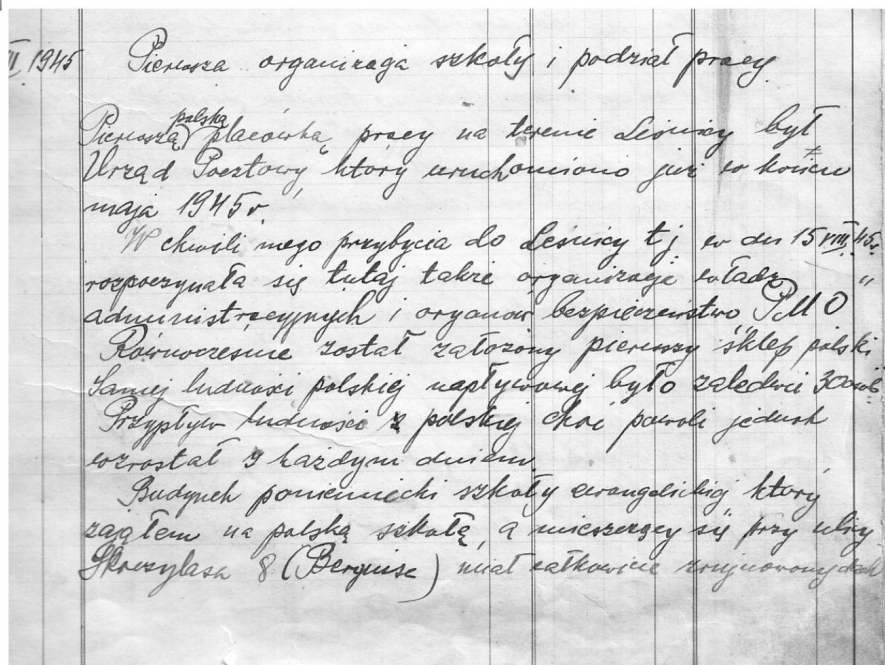 VIII. 1945 Pierwsza organizacja szkoły i podział pracy.
polską
Pierwszą placówką pracy na terenie Leśnicy był
Urząd Pocztowy który uruchomiono już w końcu
maja 1945 r.
W chwili mego przybycia do Leśnicy tj w dn 15 VIII. 45 r.
rozpoczynała się tutaj także organizacja władz
administracyjnych i organów bezpieczeństwa P.M.O
Równocześnie został założony pierwszy sklep polski
Samej ludności polskiej napływowej było zaledwie 30 osób
Przypływ ludności polskiej choć powoli jednak
wzrastał z każdym dniem.
Budynek poniemiecki szkoły ewangelickiej który
zająłem na polską szkołę, a mieszczący się przy ulicy
Skoczylasa 8 ( ) miał całkowicie zrujnowany dach